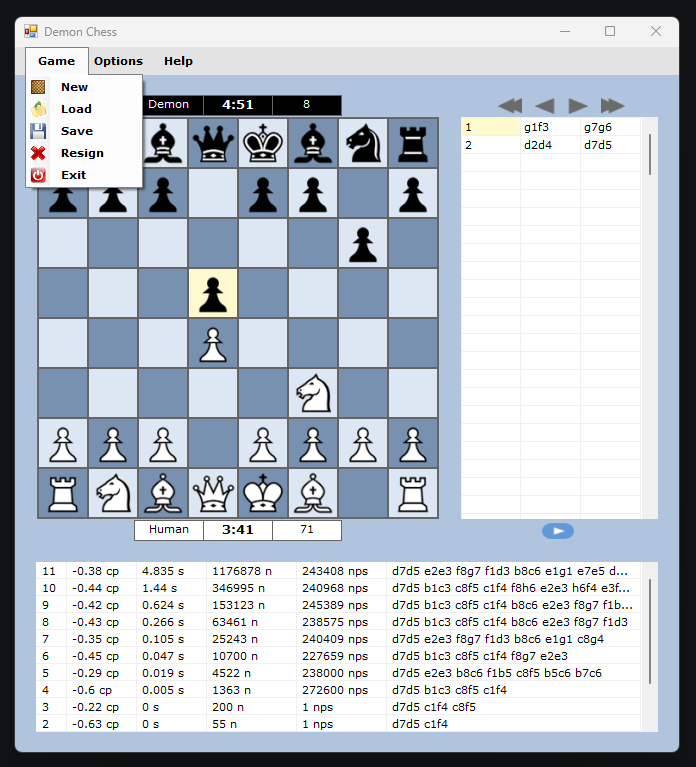 Demon Chess
Game Options Help
New
Load
Save
Resign
Exit
Demon 4:51 8
1 g1f3 g7g6
2 d2d4 d7d5
Human 3:41 71
11 -0.38 cp 4.835 s 1176878 n 243408 nps d7d5 e2e3 f8g7 f1d3 b8c6 e1g1 e7e5 d...
10 -0.44 cp 1.44 s 346995 n 240968 nps d7d5 b1c3 c8f5 c1f4 f8h6 e2e3 h6f4 e3f...
9 -0.42 cp 0.624 s 153123 n 245389 nps d7d5 b1c3 c8f5 c1f4 b8c6 e2e3 f8g7 f1b...
8 -0.43 cp 0.266 s 63461 n 238575 nps d7d5 b1c3 c8f5 c1f4 b8c6 e2e3 f8g7 f1d3
7 -0.35 cp 0.105 s 25243 n 240409 nps d7d5 e2e3 f8g7 f1d3 b8c6 e1g1 c8g4
6 -0.45 cp 0.047 s 10700 n 227659 nps d7d5 b1c3 c8f5 c1f4 f8g7 e2e3
5 -0.29 cp 0.019 s 4522 n 238000 nps d7d5 e2e3 b8c6 f1b5 c8f5 b5c6 b7c6
4 -0.6 cp 0.005 s 1363 n 272600 nps d7d5 b1c3 c8f5 c1f4
3 -0.22 cp 0 s 200 n 1 nps d7d5 c1f4 c8f5
2 -0.63 cp 0 s 55 n 1 nps d7d5 c1f4